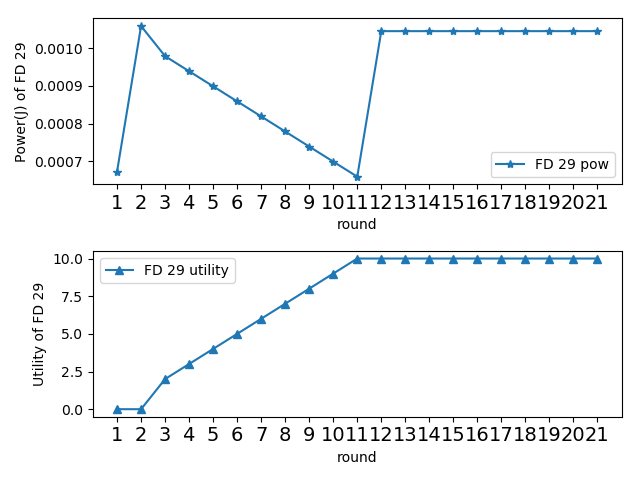 0.0010
0.0009
0.0008
0.0007
Power(J) of FD 29
FD 29 pow
1 2 3 4 5 6 7 8 9 10 11 12 13 14 15 16 17 18 19 20 21
round
10.0
7.5
5.0
2.5
0.0
Utility of FD 29
FD 29 utility
1 2 3 4 5 6 7 8 9 10 11 12 13 14 15 16 17 18 19 20 21
round